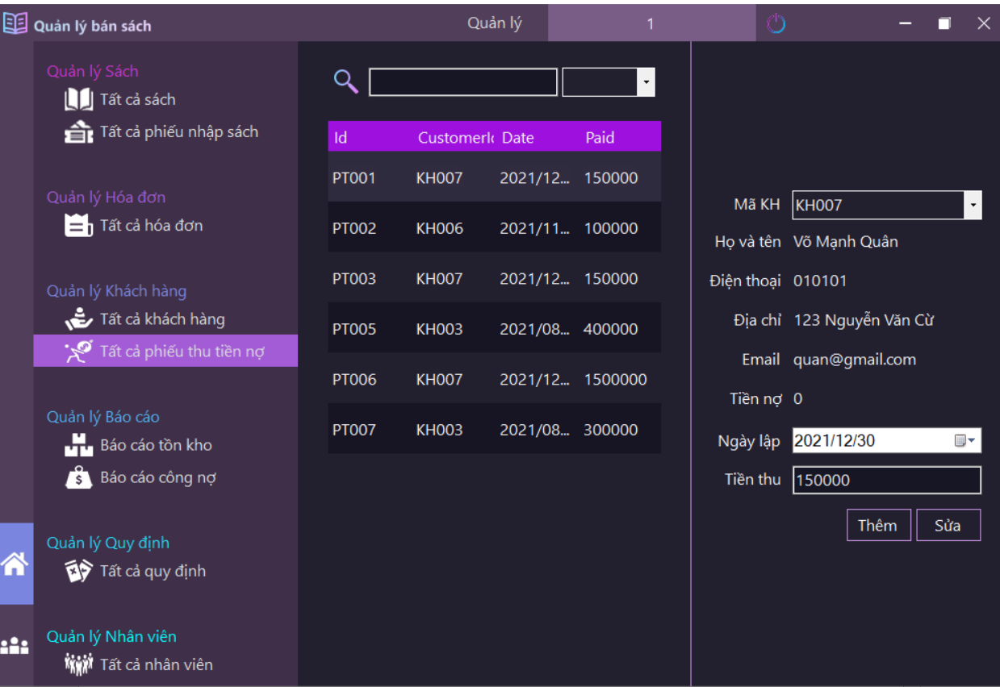 Quản lý bán sách
Quản lý
1
Quản lý Sách
Tất cả sách
Tất cả phiếu nhập sách
Quản lý Hóa đơn
Tất cả hóa đơn
Quản lý Khách hàng
Tất cả khách hàng
Tất cả phiếu thu tiền nợ
Quản lý Báo cáo
Báo cáo tồn kho
Báo cáo công nợ
Quản lý Quy định
Tất cả quy định
Quản lý Nhân viên
Tất cả nhân viên
Id CustomerId Date Paid
PT001 KH007 2021/12... 150000
PT002 KH006 2021/11... 100000
PT003 KH007 2021/12... 150000
PT005 KH003 2021/08... 400000
PT006 KH007 2021/12... 1500000
PT007 KH003 2021/08... 300000
Mã KH KH007
Họ và tên Võ Mạnh Quân
Điện thoại 010101
Địa chỉ 123 Nguyễn Văn Cừ
Email quan@gmail.com
Tiền nợ 0
Ngày lập 2021/12/30
Tiền thu 150000
Thêm Sửa